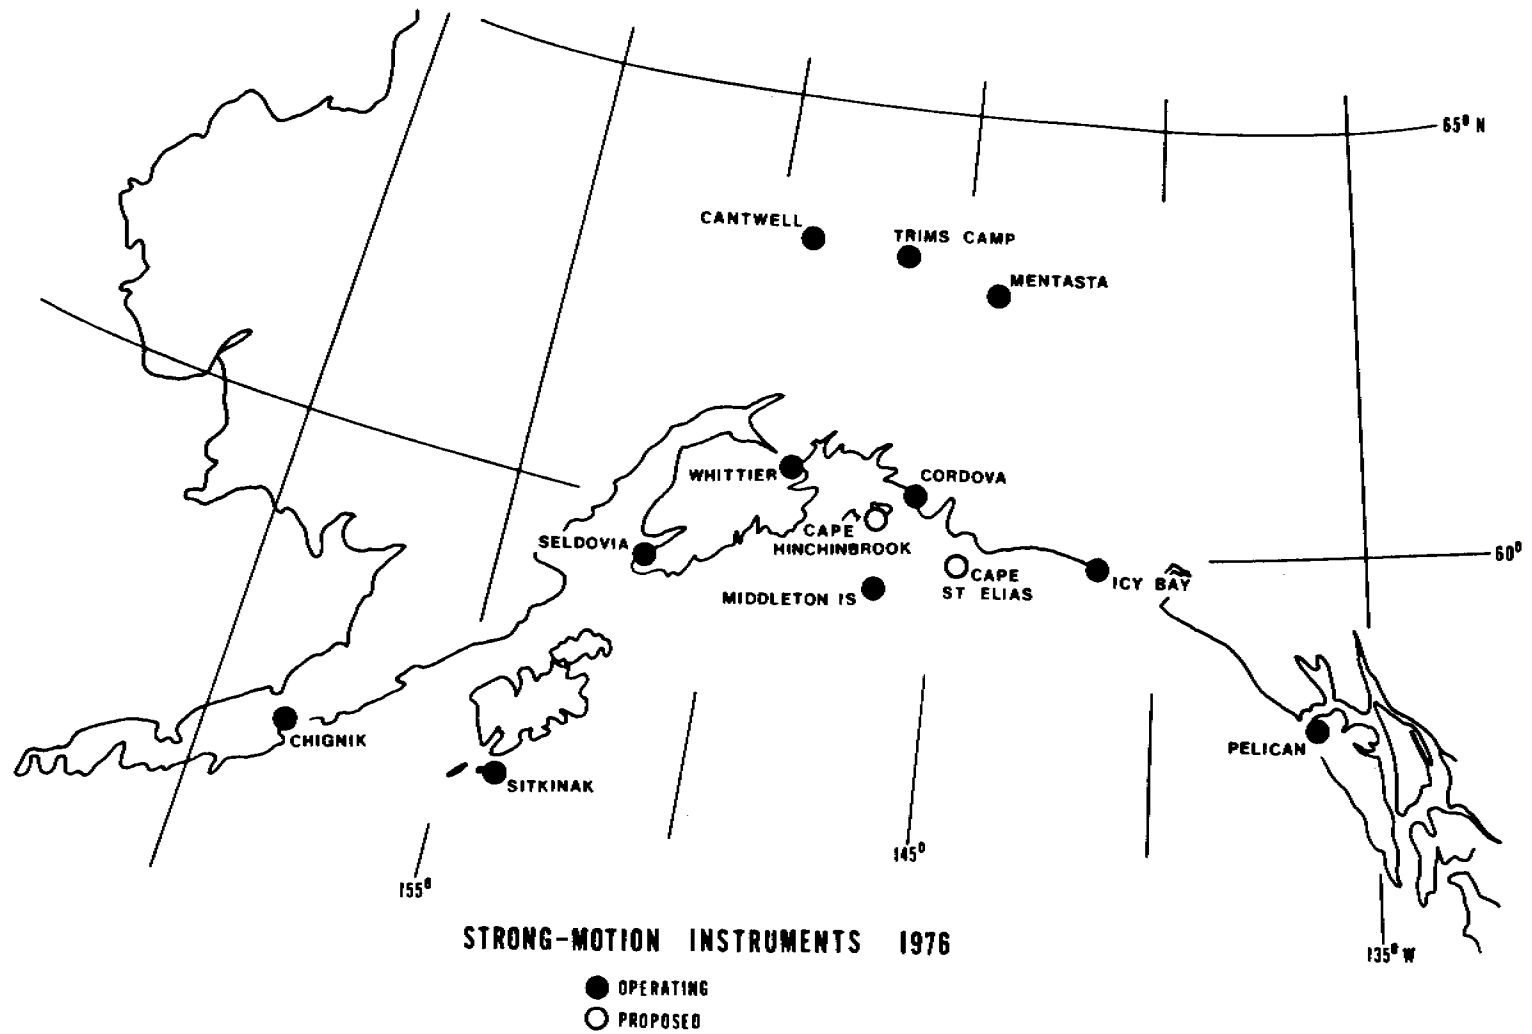 65° N
CANTWELL
TRIMS CAMP
MENTASTA
WHITTIER
CORDOVA
SELDOVIA
CAPE
HINCHINBROOK
60°
CAPE
ST ELIAS
ICY BAY
MIDDLETON IS
CHIGNIK
PELICAN
SITKINAK
145°
155°
135° W
STRONG-MOTION INSTRUMENTS 1976
OPERATING
PROPOSED